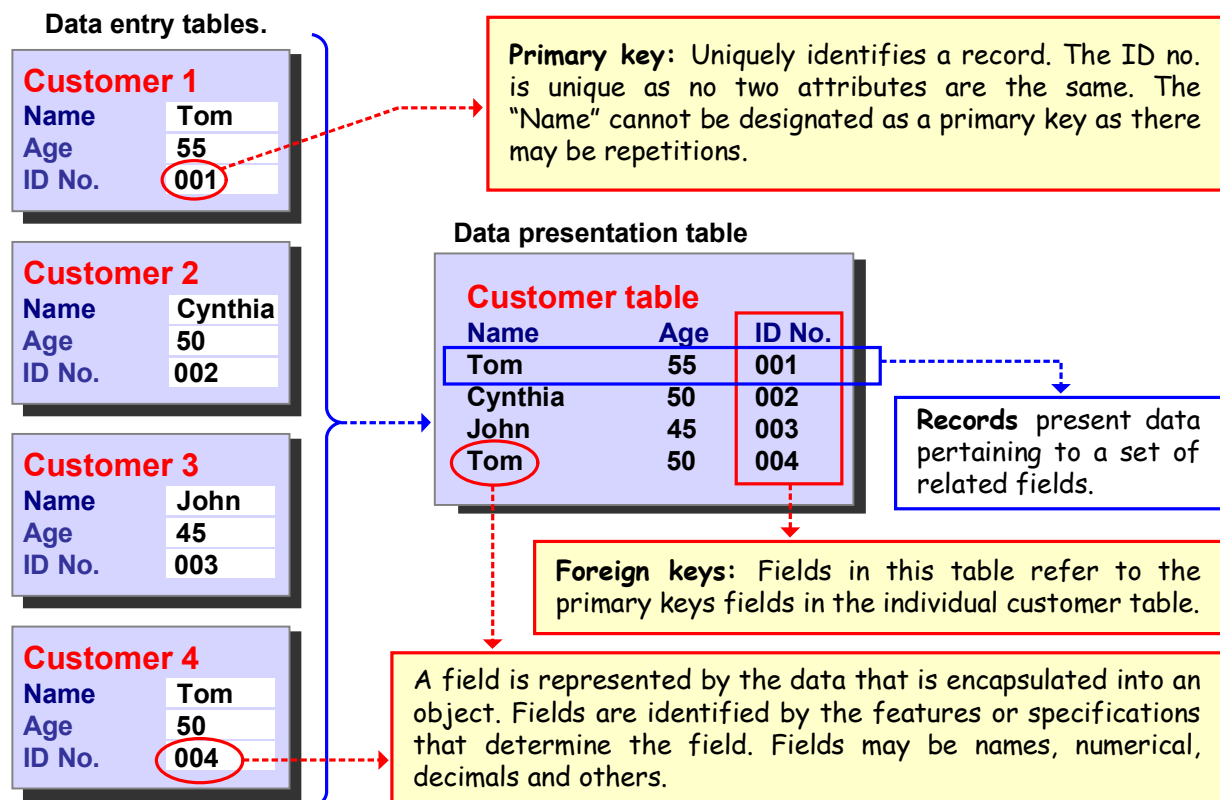 Data entry tables.
Customer 1
Name Tom
Age 55
ID No. 001
Customer 2
Name Cynthia
Age 50
ID No. 002
Customer 3
Name John
Age 45
ID No. 003
Customer 4
Name Tom
Age 50
ID No. 004
Primary key: Uniquely identifies a record. The ID no.
is unique as no two attributes are the same. The
“Name” cannot be designated as a primary key as there
may be repetitions.
Data presentation table
Customer table
Name Age ID No.
Tom 55 001
Cynthia 50 002
John 45 003
Tom 50 004
Records present data
pertaining to a set of
related fields.
Foreign keys: Fields in this table refer to the
primary keys fields in the individual customer table.
A field is represented by the data that is encapsulated into an
object. Fields are identified by the features or specifications
that determine the field. Fields may be names, numerical,
decimals and others.